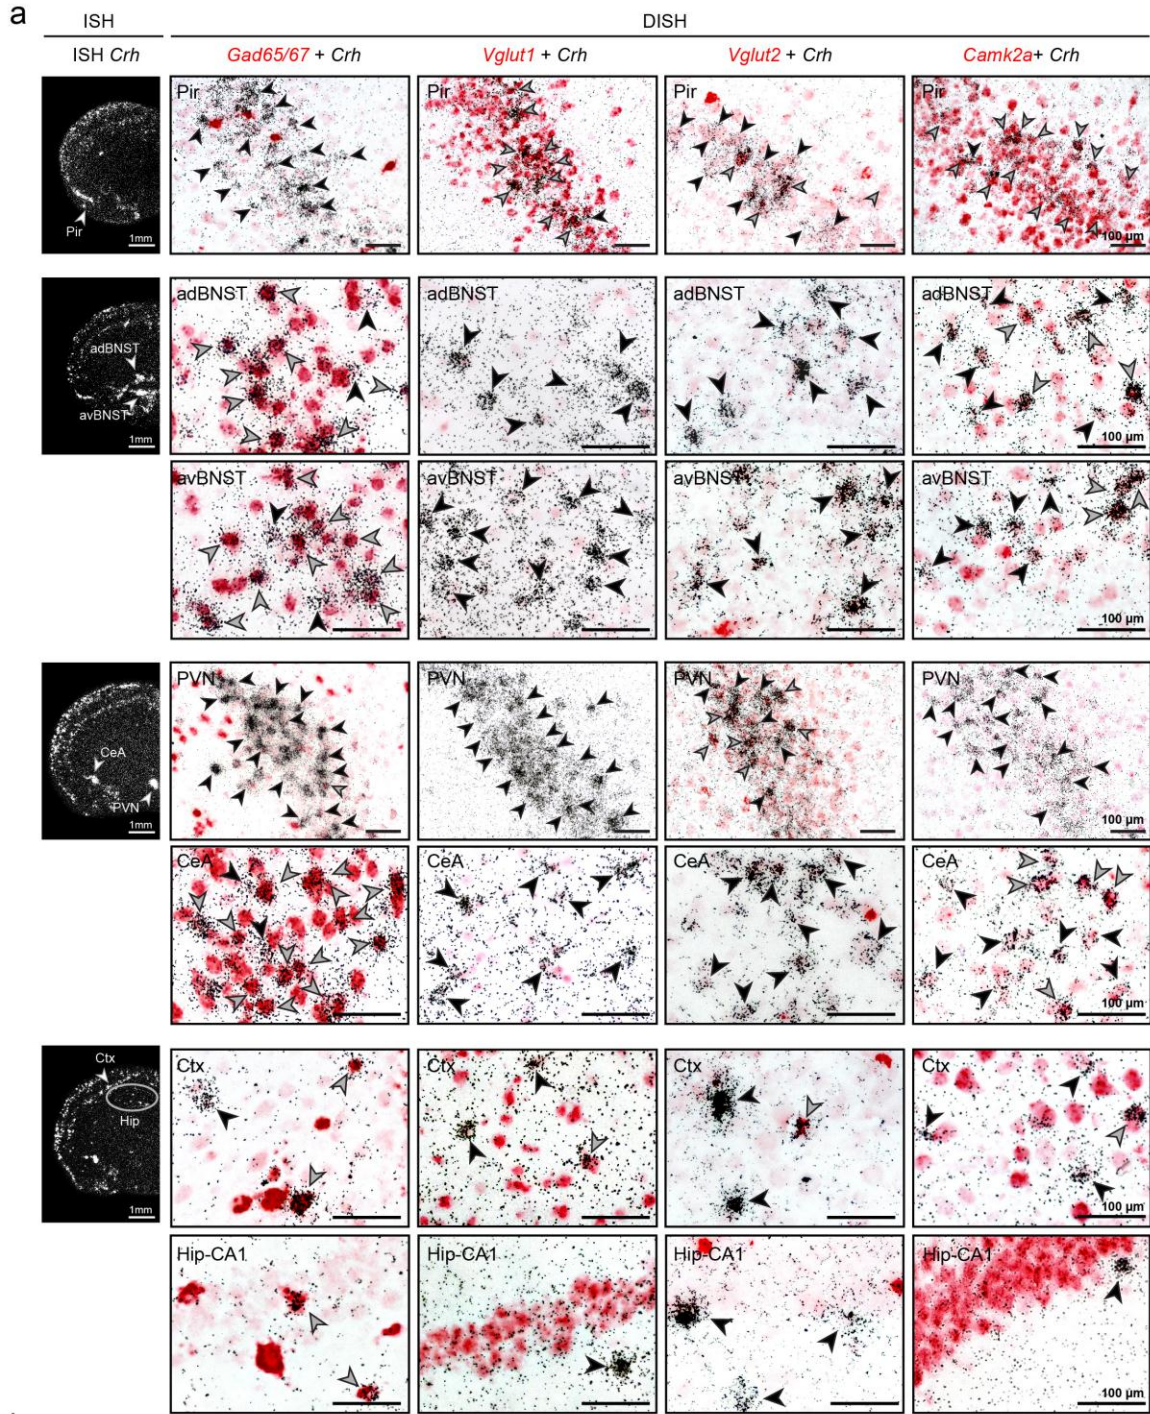 a
ISH
DISH
ISH Crh
Gad65/67 + Crh
Vglut1 + Crh
Vglut2 + Crh
Camk2a+ Crh
Pir
1mm
Pir
Pir
Pir
Pir
100 µm
adBNST
avBNST
1mm
adBNST
adBNST
adBNST
adBNST
100 µm
avBNST
avBNST
avBNST
avBNST
100 µm
CeA
PVN
1mm
PVN
PVN
PVN
PVN
100 µm
CeA
CeA
CeA
CeA
100 µm
Ctx
Hip
1mm
Ctx
Ctx
Ctx
Ctx
100 µm
Hip-CA1
Hip-CA1
Hip-CA1
Hip-CA1
100 µm